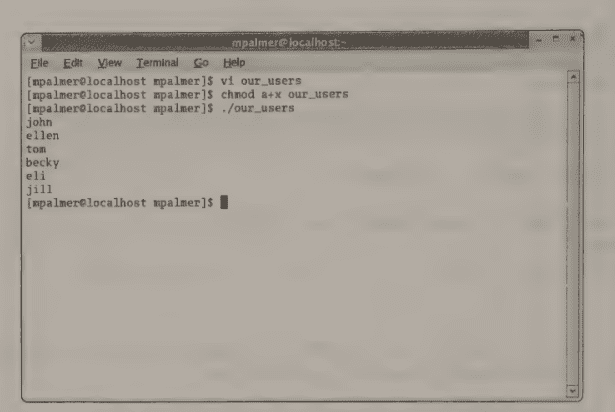 mpalmer@localhost:~
File Edit View Terminal Go Help
[mpalmer@localhost mpalmer]$ vi our_users
[mpalmer@localhost mpalmer]$ chmod a+x our_users
[mpalmer@localhost mpalmer]$ ./our_users
john
ellen
tom
becky
eli
jill
[mpalmer@localhost mpalmer]$